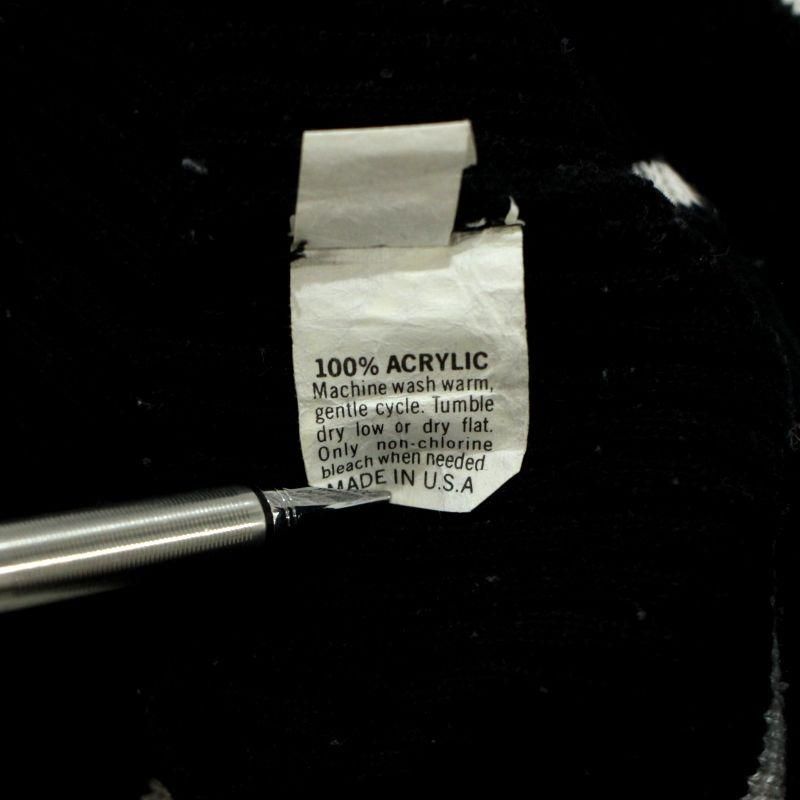 100% ACRYLIC
Machine wash warm,
gentle cycle. Tumble
dry low or dry flat.
Only non-chlorine
bleach when needed
MADE IN U.S.A